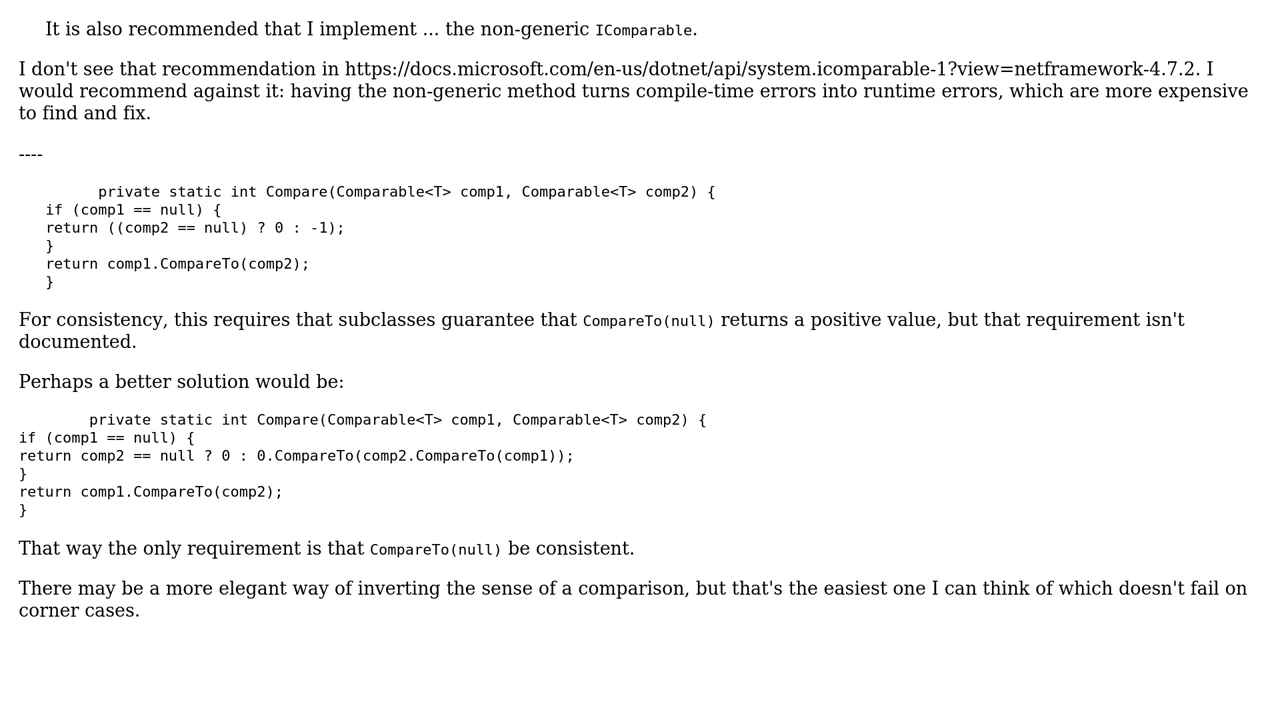 It is also recommended that I implement ... the non-generic IComparable.
I don't see that recommendation in https://docs.microsoft.com/en-us/dotnet/api/system.icomparable-1?view=netframework-4.7.2. I
would recommend against it: having the non-generic method turns compile-time errors into runtime errors, which are more expensive
to find and fix.
----
private static int Compare(Comparable<T> comp1, Comparable<T> comp2) {
if (comp1 == null) {
return ((comp2 == null) ? 0 : -1);
}
return comp1.CompareTo(comp2);
}
For consistency, this requires that subclasses guarantee that CompareTo(null) returns a positive value, but that requirement isn't
documented.
Perhaps a better solution would be:
private static int Compare(Comparable<T> comp1, Comparable<T> comp2) {
if (comp1 == null) {
return comp2 == null ? 0 : 0.CompareTo(comp2.CompareTo(comp1));
}
return comp1.CompareTo(comp2);
}
That way the only requirement is that CompareTo(null) be consistent.
There may be a more elegant way of inverting the sense of a comparison, but that's the easiest one I can think of which doesn't fail on
corner cases.